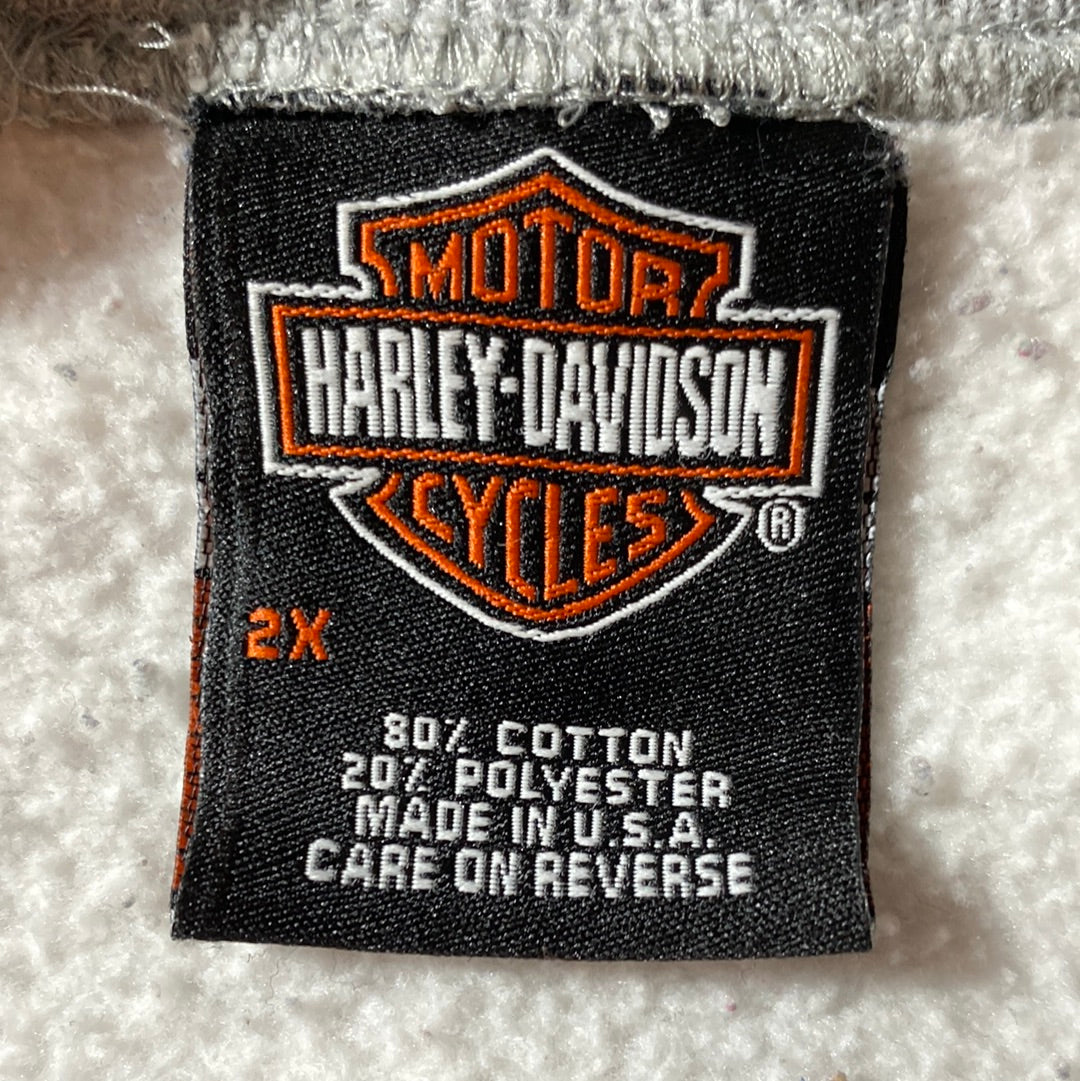 MOTOR
HARLEY-DAVIDSON
CYCLES
®
2X
80% COTTON
20% POLYESTER
MADE IN U.S.A.
CARE ON REVERSE